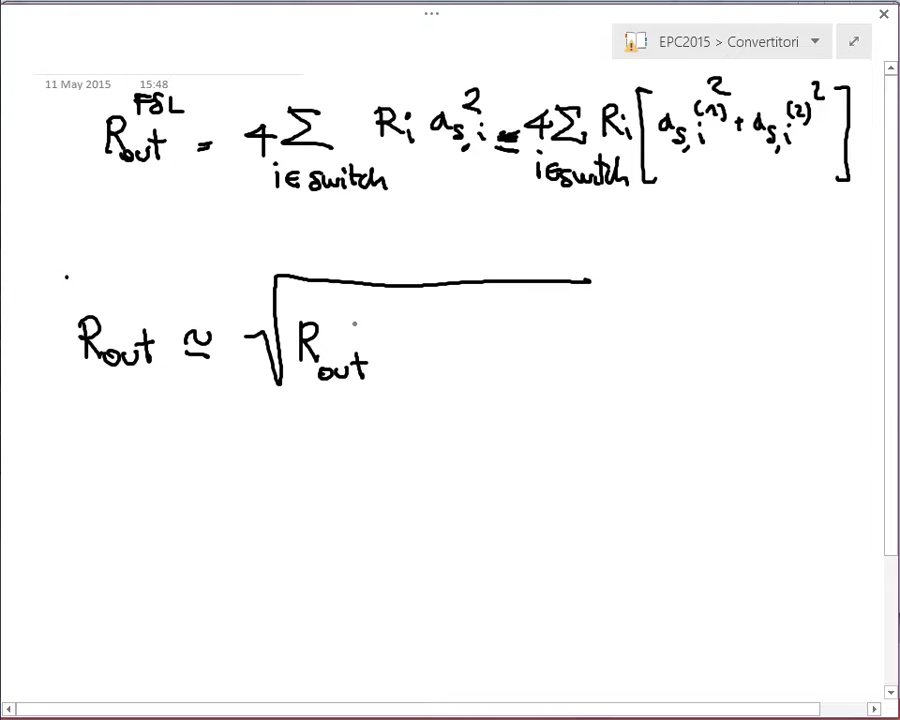 EPC2015 > Convertitori
11 May 2015 15:48
R_out^FSL = 4 Σ_{i∈switch} R_i a_{s,i}^2 = 4 Σ_{i∈switch} R_i [a_{s,i}^{(1)2} + a_{s,i}^{(2)2}]
R_out ≅ √(R_out